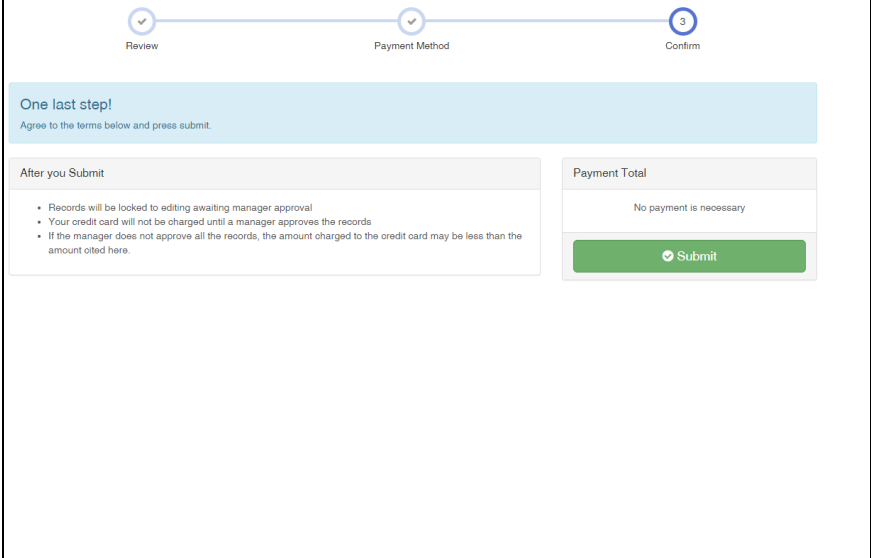 3
Review
Payment Method
Confirm
One last step!
Agree to the terms below and press submit.
After you Submit
Records will be locked to editing awaiting manager approval
Your credit card will not be charged until a manager approves the records
If the manager does not approve all the records, the amount charged to the credit card may be less than the
amount cited here.
Payment Total
No payment is necessary
Submit